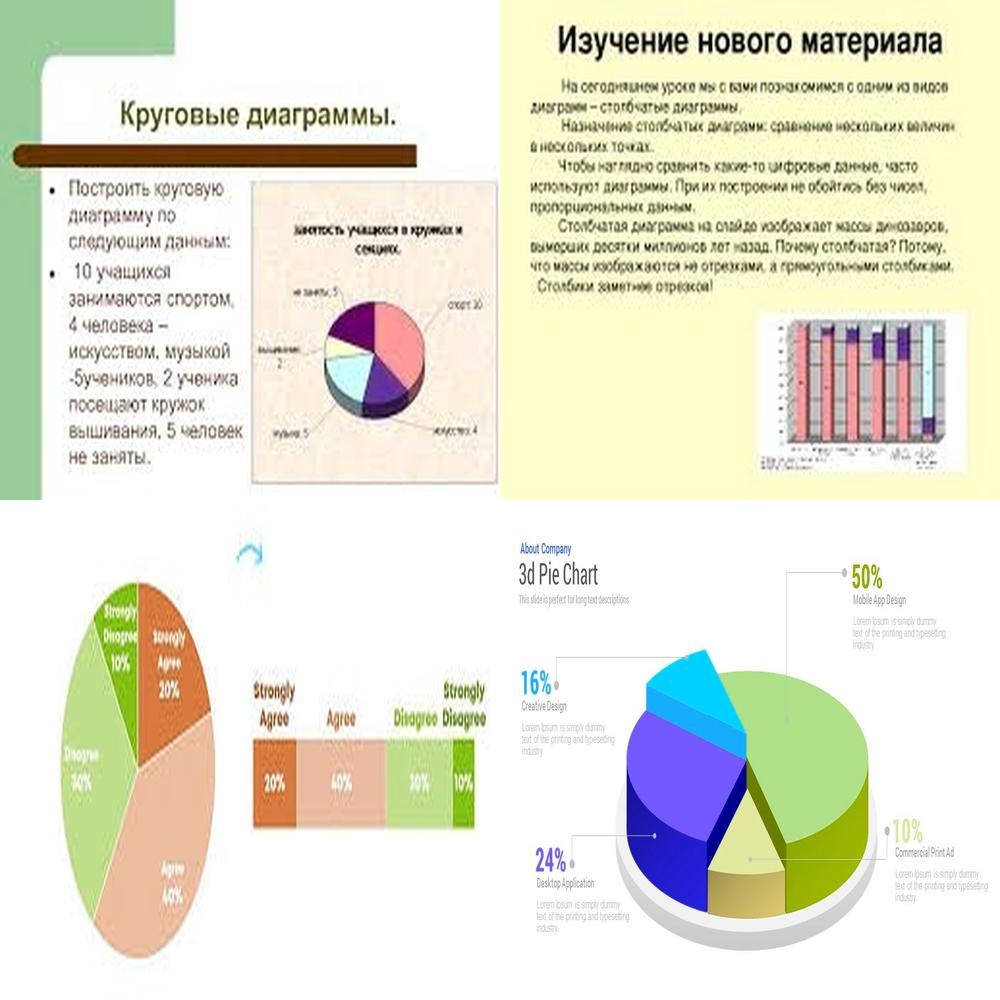 Круговые диаграммы.
• Построить круговую
диаграмму по
следующим данным:
• 10 учащихся
занимаются спортом,
4 человека –
искусством, музыкой
-5учеников, 2 ученика
посещают кружок
вышивания, 5 человек
не заняты.
занятость учащихся в кружках и
секциях.
не заняты; 5
спорт; 10
вышивание;
2
музыка; 5
искусство; 4
Изучение нового материала
На сегодняшнем уроке мы с вами познакомимся с одним из видов
диаграмм – столбчатые диаграммы.
Назначение столбчатых диаграмм: сравнение нескольких величин
в нескольких точках.
Чтобы наглядно сравнить какие-то цифровые данные, часто
используют диаграммы. При их построении не обойтись без чисел,
пропорциональных данным.
Столбчатая диаграмма на слайде изображает массы динозавров,
вымерших десятки миллионов лет назад. Почему столбчатая? Потому,
что массы изображаются не отрезками, а прямоугольными столбиками.
Столбики заметнее отрезков!
Strongly
Disagree
10%
Strongly
Agree
20%
Disagree
30%
Agree
40%
Strongly
Agree
Agree
Disagree
Strongly
Disagree
20%
40%
30%
10%
About Company
3d Pie Chart
This slide is perfect for long text descriptions
50%
Mobile App Design
Lorem Ipsum is simply dummy
text of the printing and typesetting
industry.
16%
Creative Design
Lorem Ipsum is simply dummy
text of the printing and typesetting
industry.
24%
Desktop Application
Lorem Ipsum is simply dummy
text of the printing and typesetting
industry.
10%
Commercial Print Ad
Lorem Ipsum is simply dummy
text of the printing and typesetting
industry.